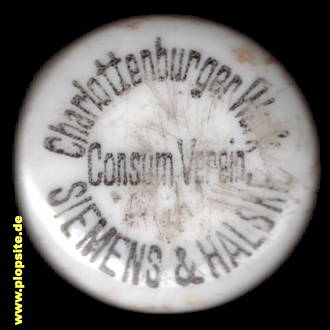 Charlottenburger
Consum Verein,
SIEMENS & HALSKE
www.plopsite.de